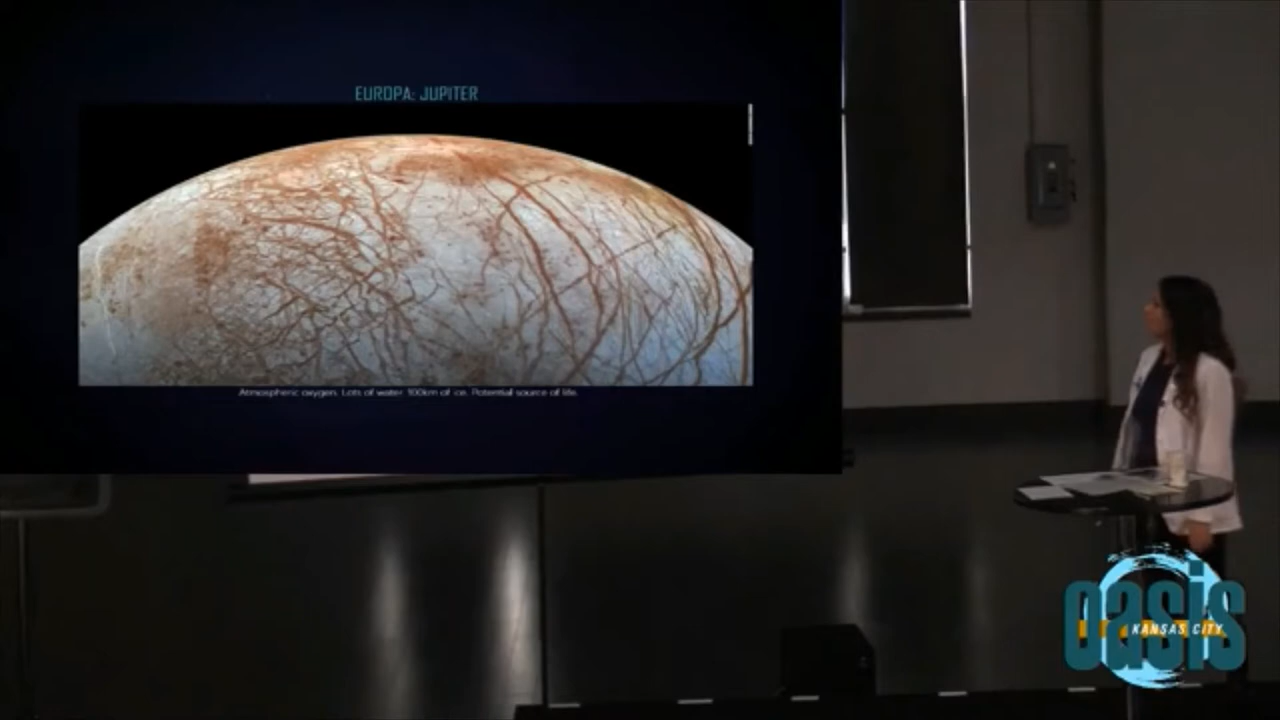 EUROPA: JUPITER
Atmospheric oxygen. Lots of water. 100km of ice. Potential source of life.
oasis
KANSAS CITY